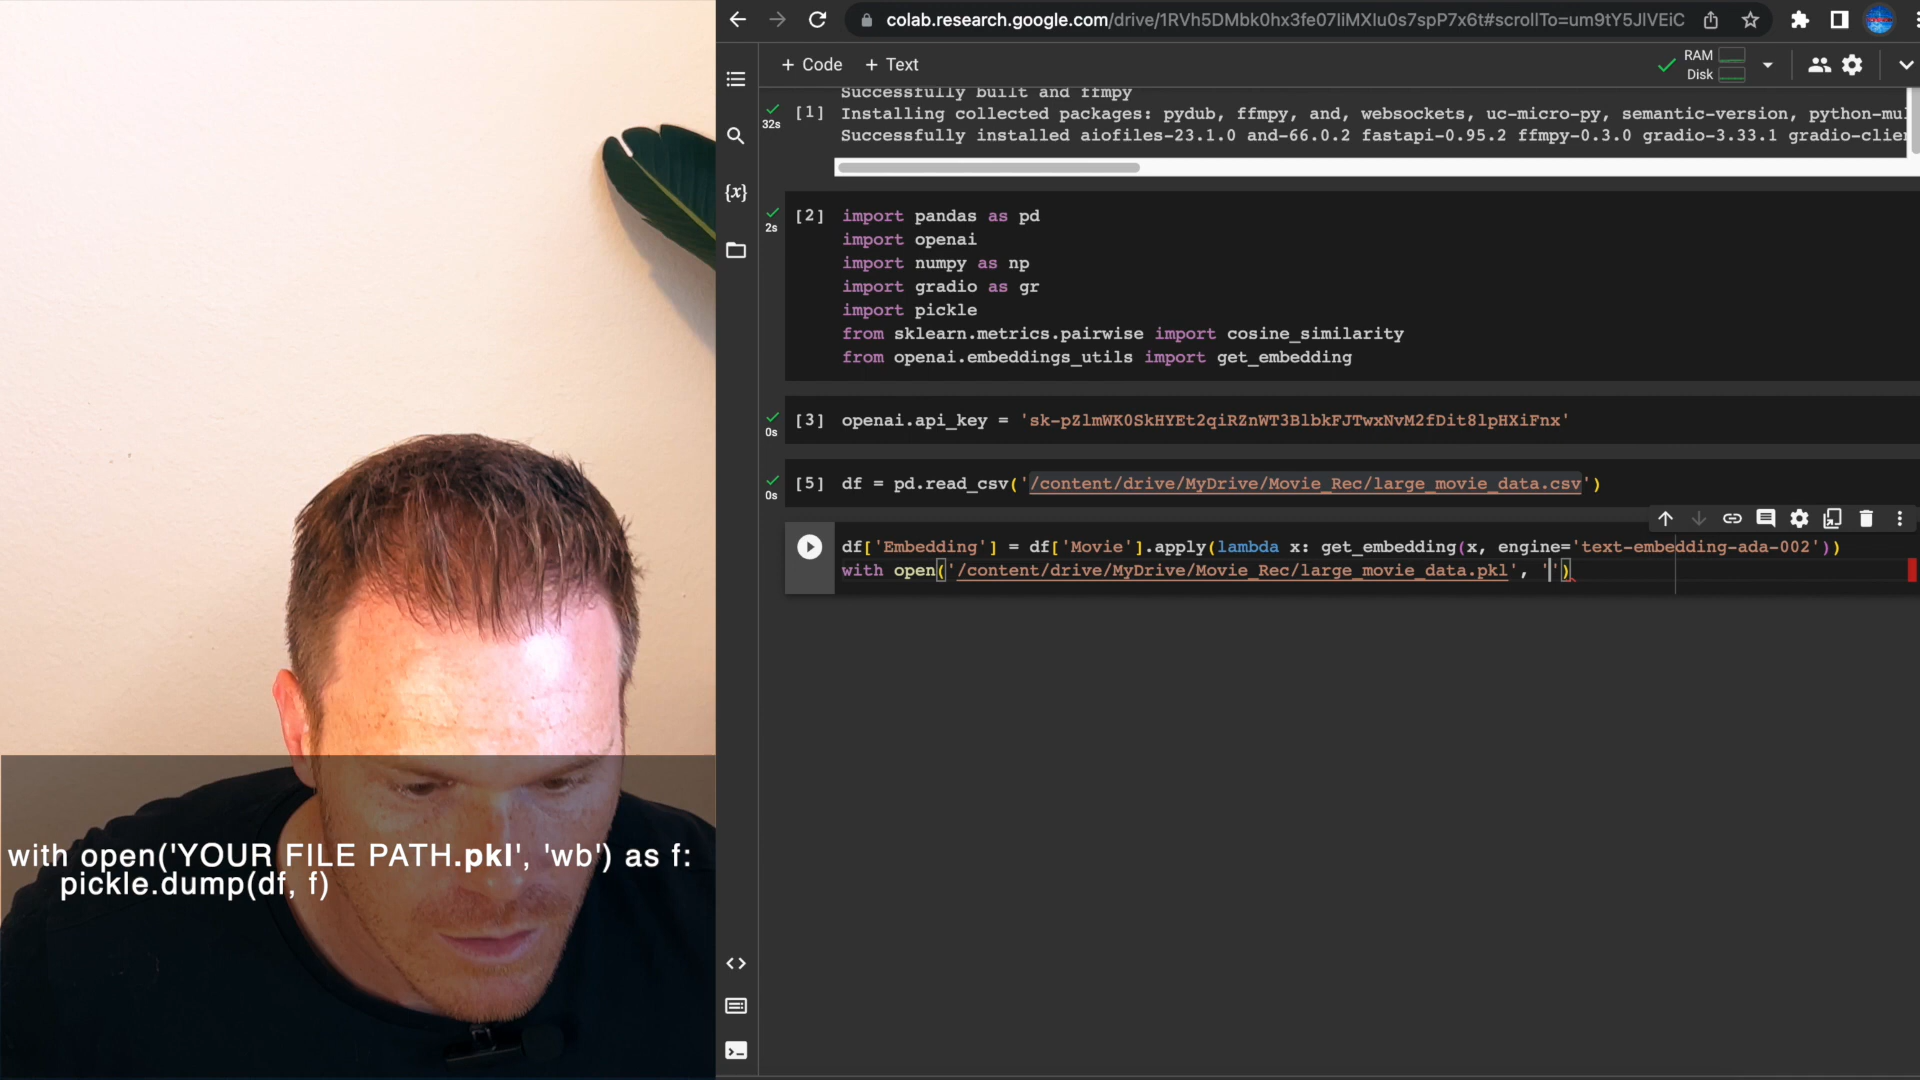 colab.research.google.com/drive/1RVh5DMbk0hx3fe07IiMXIu0s7spP7x6t#scrollTo=um9tY5JlVEiC
+ Code + Text
RAM
Disk
Successfully built and ffmpy
[1] Installing collected packages: pydub, ffmpy, and, websockets, uc-micro-py, semantic-version, python-mul
32s
Successfully installed aiofiles-23.1.0 and-66.0.2 fastapi-0.95.2 ffmpy-0.3.0 gradio-3.33.1 gradio-clien
{x}
[2] import pandas as pd
2s
import openai
import numpy as np
import gradio as gr
import pickle
from sklearn.metrics.pairwise import cosine_similarity
from openai.embeddings_utils import get_embedding
[3] openai.api_key = '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'
0s
[5] df = pd.read_csv('/content/drive/MyDrive/Movie_Rec/large_movie_data.csv')
0s
df['Embedding'] = df['Movie'].apply(lambda x: get_embedding(x, engine='text-embedding-ada-002'))
with open('/content/drive/MyDrive/Movie_Rec/large_movie_data.pkl', '')
with open('YOUR FILE PATH.pkl', 'wb') as f:
pickle.dump(df, f)